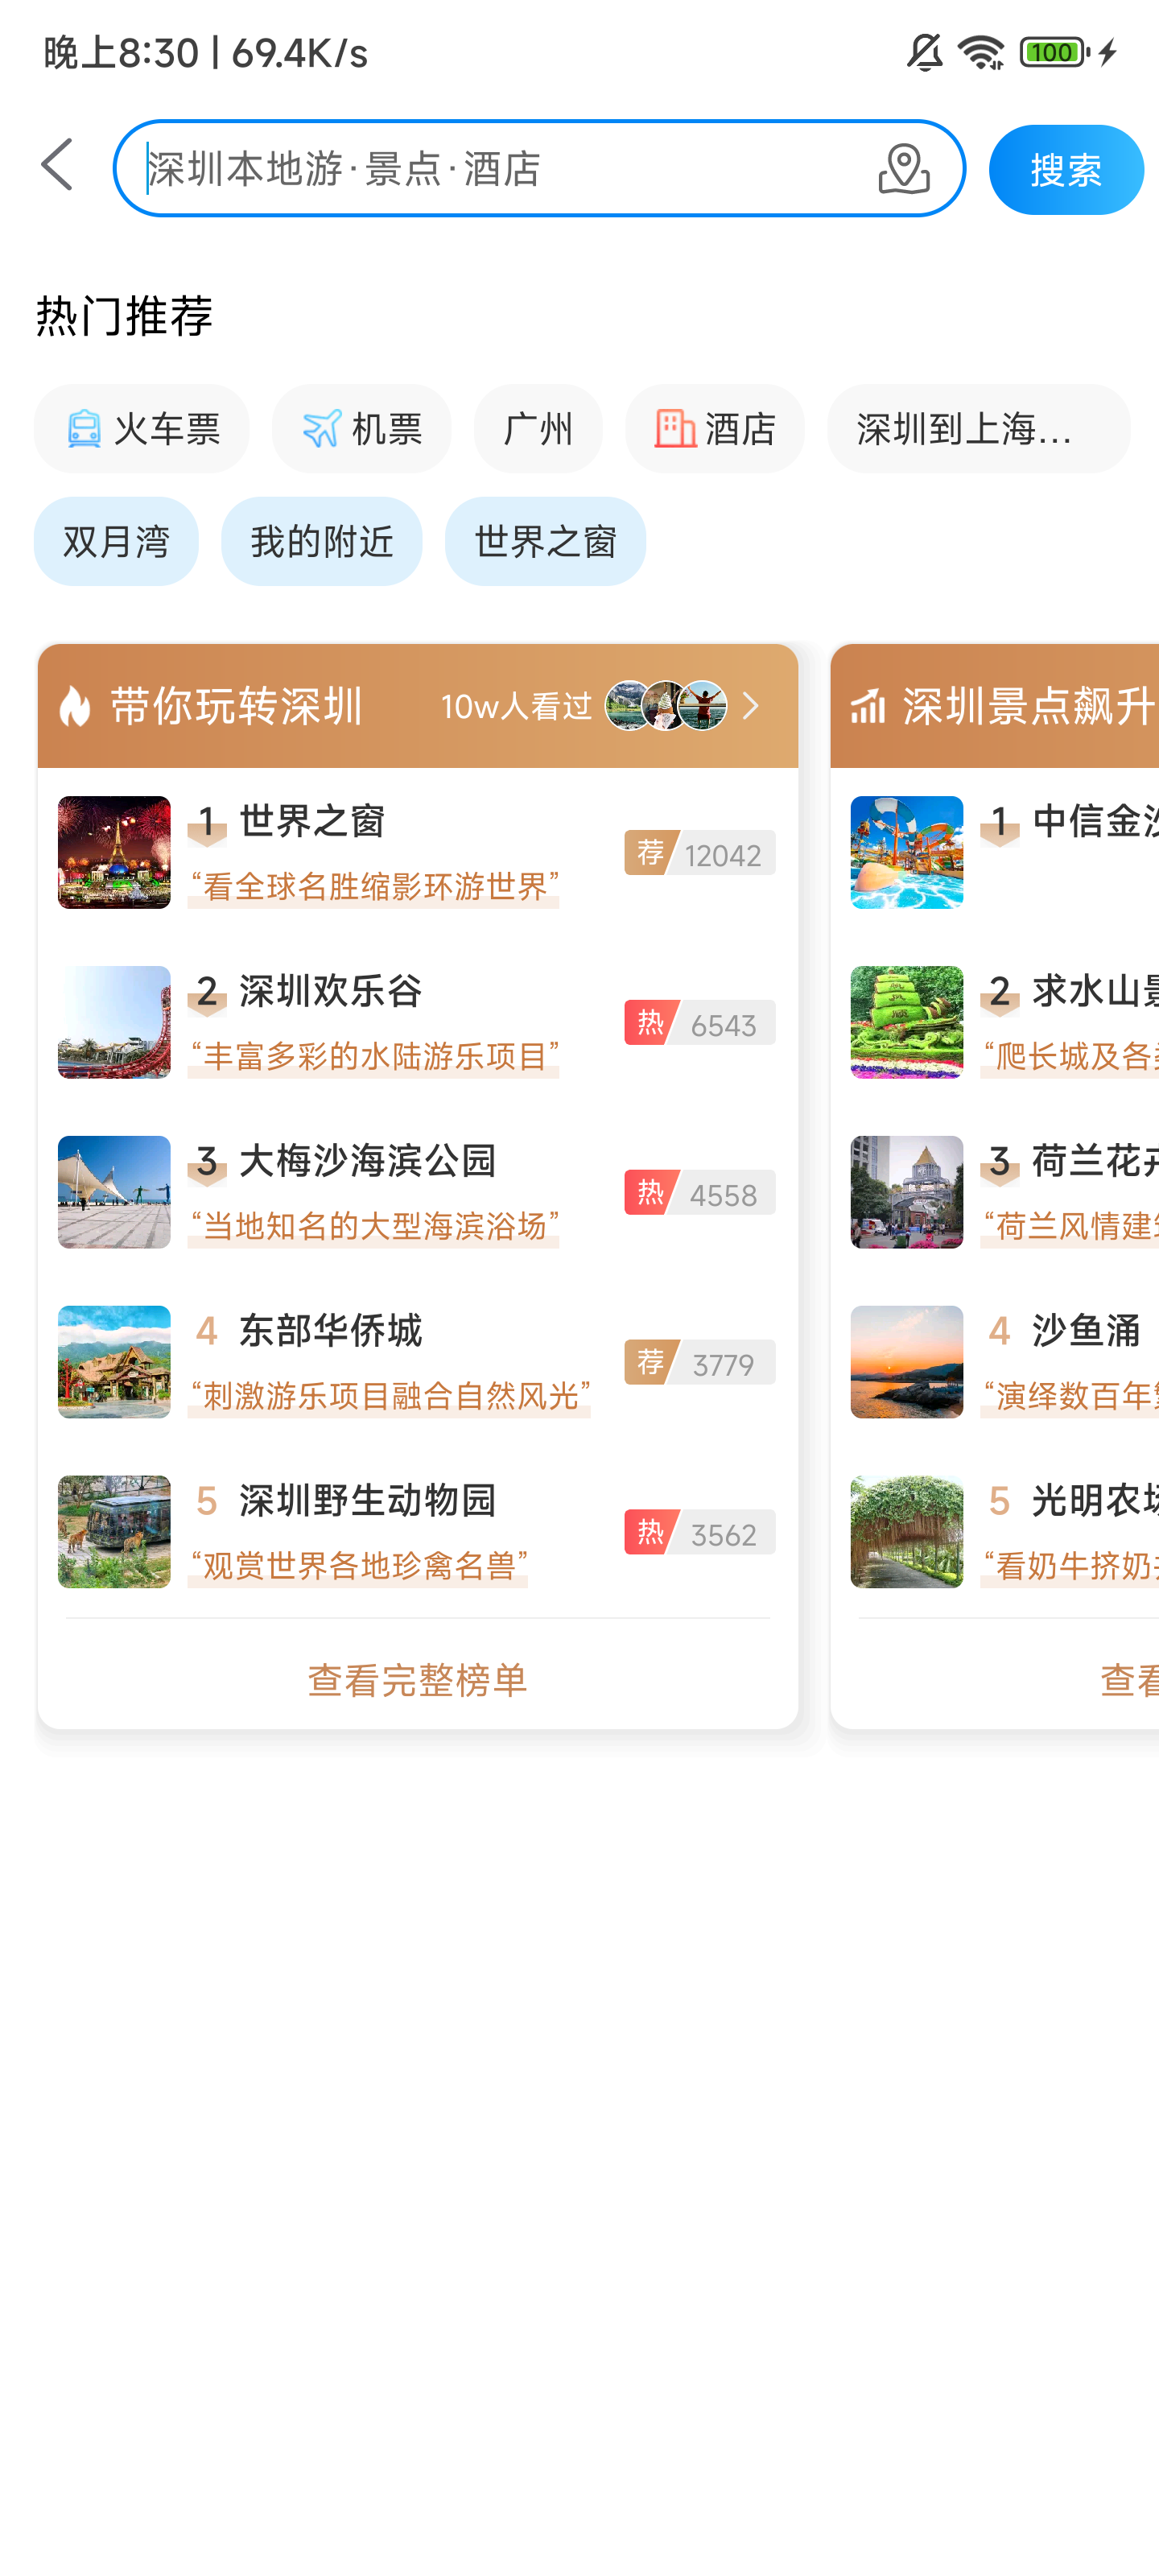 晚上8:30 | 69.4K/s
100
深圳本地游·景点·酒店
搜索
热门推荐
火车票
机票
广州
酒店
深圳到上海...
双月湾
我的附近
世界之窗
带你玩转深圳
10w人看过
1 世界之窗
“看全球名胜缩影环游世界”
荐 12042
2 深圳欢乐谷
“丰富多彩的水陆游乐项目”
热 6543
3 大梅沙海滨公园
“当地知名的大型海滨浴场”
热 4558
4 东部华侨城
“刺激游乐项目融合自然风光”
荐 3779
5 深圳野生动物园
“观赏世界各地珍禽名兽”
热 3562
查看完整榜单
深圳景点飙升
1 中信金
2 求水山
“爬长城及各
3 荷兰花
“荷兰风情建
4 沙鱼涌
“演绎数百年
5 光明农
“看奶牛挤奶
查